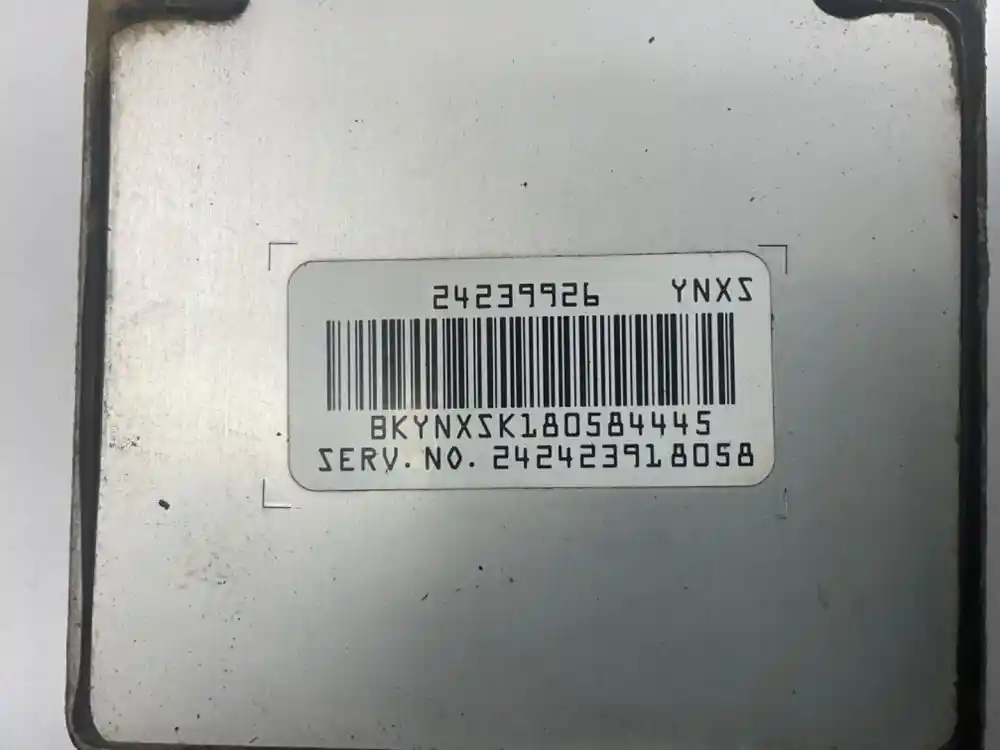 24239926 YNXS
BKYNXSK180584445
SERV. NO. 242423918058